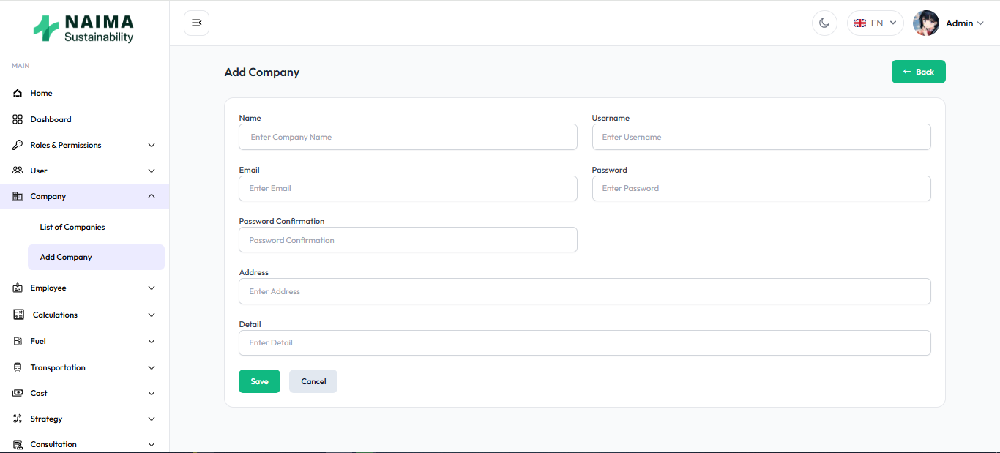 NAIMA
Sustainability
EN
Admin
MAIN
Home
Dashboard
Roles & Permissions
User
Company
List of Companies
Add Company
Employee
Calculations
Fuel
Transportation
Cost
Strategy
Consultation
Add Company
Back
Name
Username
Enter Company Name
Enter Username
Email
Password
Enter Email
Enter Password
Password Confirmation
Password Confirmation
Address
Enter Address
Detail
Enter Detail
Save
Cancel